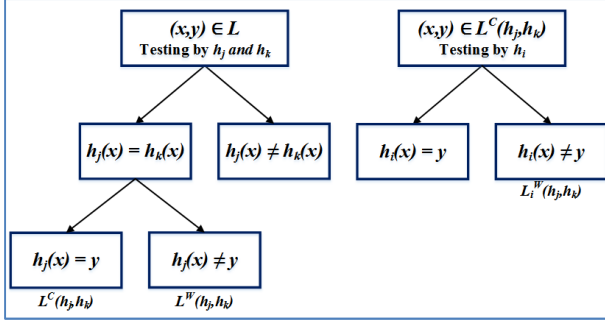 (x,y) ∈ L
Testing by hⱼ and hₖ
(x,y) ∈ Lᶜ(hⱼ,hₖ)
Testing by hᵢ
hⱼ(x) = hₖ(x)
hⱼ(x) ≠ hₖ(x)
hᵢ(x) = y
hᵢ(x) ≠ y
Lᵢᵂ(hⱼ,hₖ)
hⱼ(x) = y
hⱼ(x) ≠ y
Lᶜ(hⱼ,hₖ)
Lᵂ(hⱼ,hₖ)